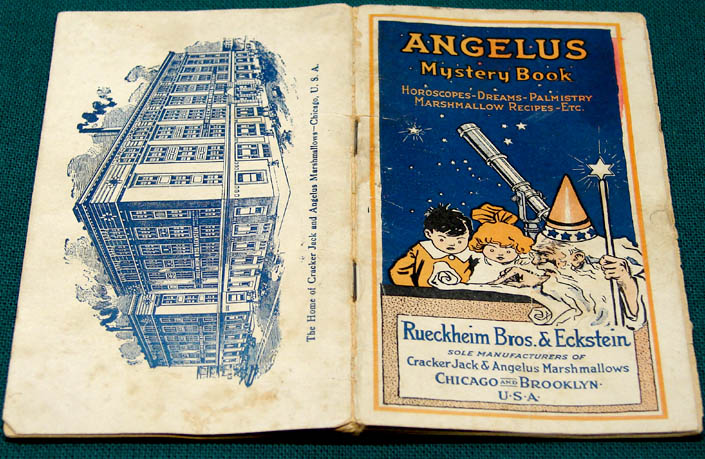 The Home of Cracker Jack and Angelus Marshmallows—Chicago, U. S. A.
ANGELUS
Mystery Book
HOROSCOPES-DREAMS-PALMISTRY
MARSHMALLOW RECIPES-ETC.
Rueckheim Bros. & Eckstein
SOLE MANUFACTURERS OF
Cracker Jack & Angelus Marshmallows
CHICAGO AND BROOKLYN·
U·S·A·